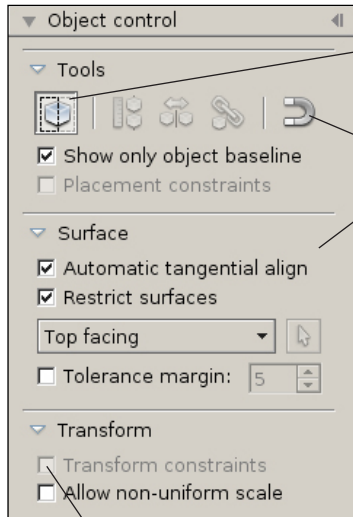 Object control
Tools
Show only object baseline
Placement constraints
Surface
Automatic tangential align
Restrict surfaces
Top facing
Tolerance margin: 5
Transform
Transform constraints
Allow non-uniform scale